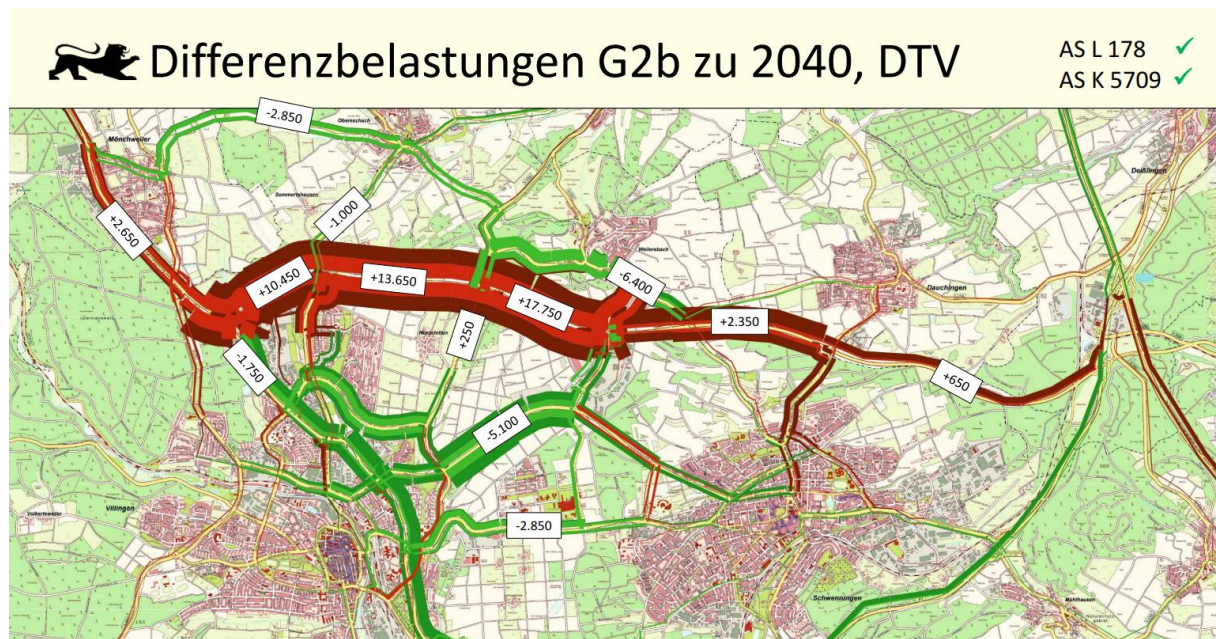 Differenzbelastungen G2b zu 2040, DTV
AS L 178 ✓
AS K 5709 ✓
-2.850
Obereschach
Mönchweiler
Deißlingen
Sommertshausen
-1.000
+2.650
Weilersbach
-6.400
+10.450
+13.650
Dauchingen
+17.750
+2.350
Nordstetten
+250
-1.750
+650
-5.100
Villingen
Volkertsweiler
-2.850
Schwenningen
Mühlhausen